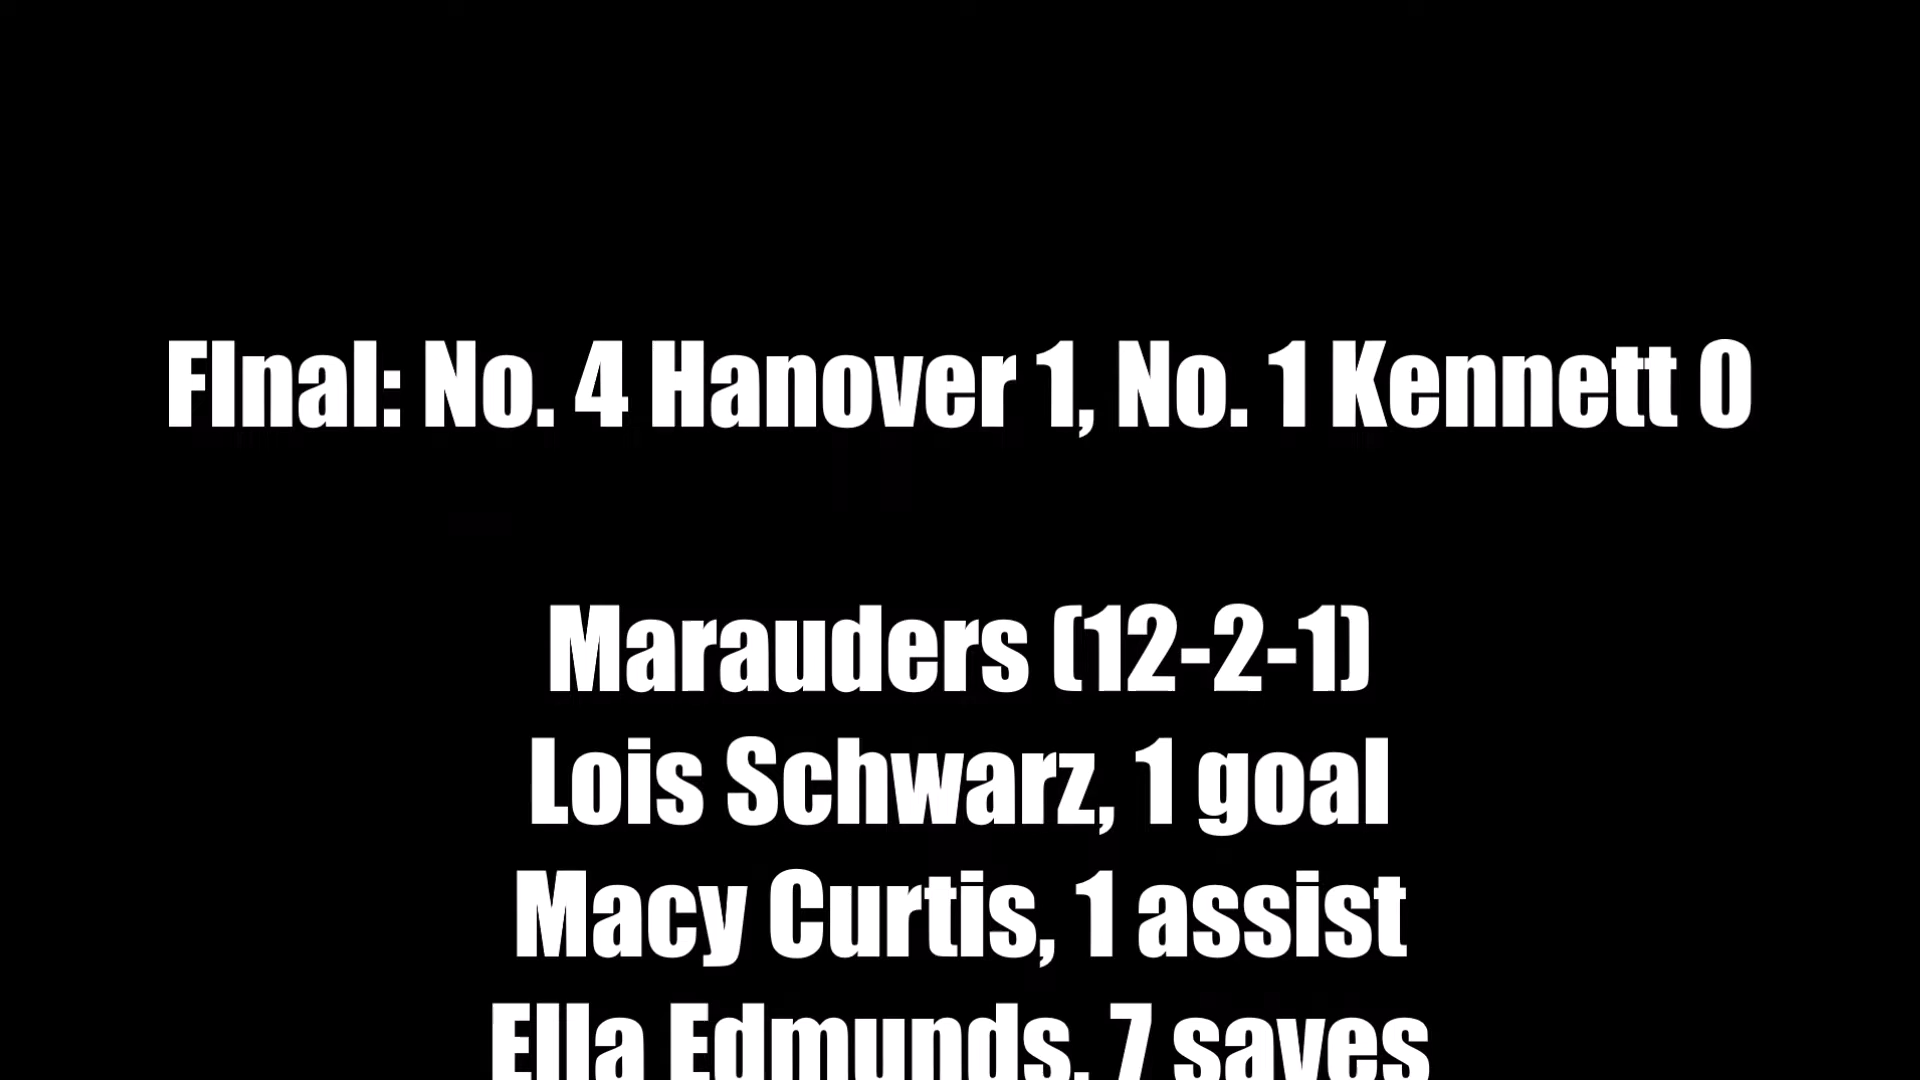 FInal: No. 4 Hanover 1, No. 1 Kennett 0
Marauders (12-2-1)
Lois Schwarz, 1 goal
Macy Curtis, 1 assist
Ella Edmunds, 7 saves